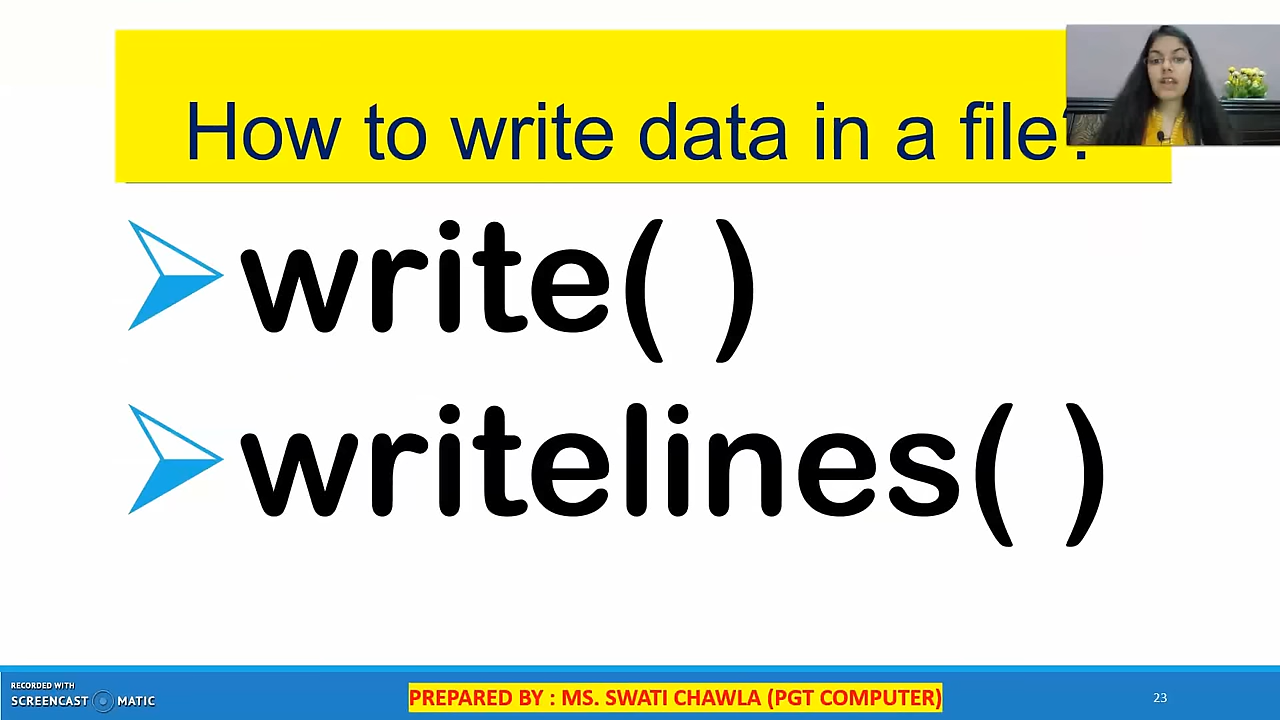 How to write data in a file?
write( )
writelines( )
RECORDED WITH
SCREENCAST MATIC
PREPARED BY : MS. SWATI CHAWLA (PGT COMPUTER)
23